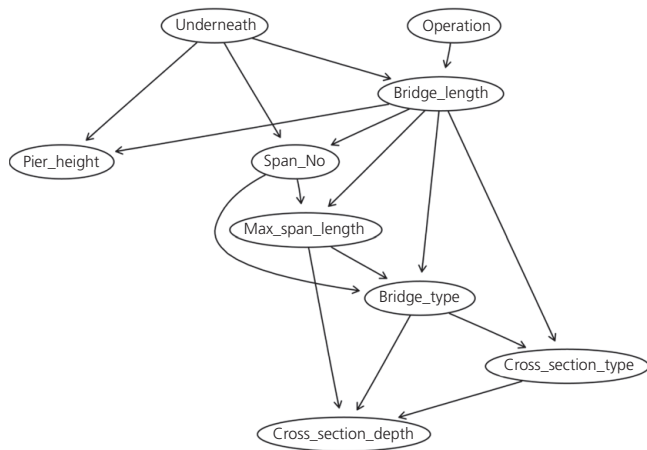 Underneath
Operation
Bridge_length
Pier_height
Span_No
Max_span_length
Bridge_type
Cross_section_type
Cross_section_depth